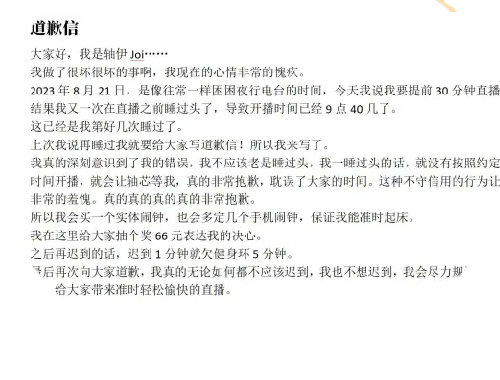 道歉信
大家好，我是轴伊 Joi……
我做了很坏很坏的事啊，我现在的心情非常的愧疚。
2023 年 8 月 21 日，是像往常一样困困夜行电台的时间，今天我说我要提前 30 分钟直播
结果我又一次在直播之前睡过头了，导致开播时间已经 9 点 40 几了。
这已经是我第好几次睡过了。
上次我说再睡过我就要给大家写道歉信！所以我来写了。
我真的深刻意识到了我的错误，我不应该老是睡过头，我一睡过头的话，就没有按照约定
时间开播，就会让轴芯等我，真的非常抱歉，耽误了大家的时间。这种不守信用的行为让
非常的羞愧。真的真的真的真的非常抱歉。
所以我会买一个实体闹钟，也会多定几个手机闹钟，保证我能准时起床。
我在这里给大家抽个奖 66 元表达我的决心。
之后再迟到的话，迟到 1 分钟就欠健身环 5 分钟。
后再次向大家道歉，我真的无论如何都不应该迟到，我也不想迟到，我会尽力
给大家带来准时轻松愉快的直播。